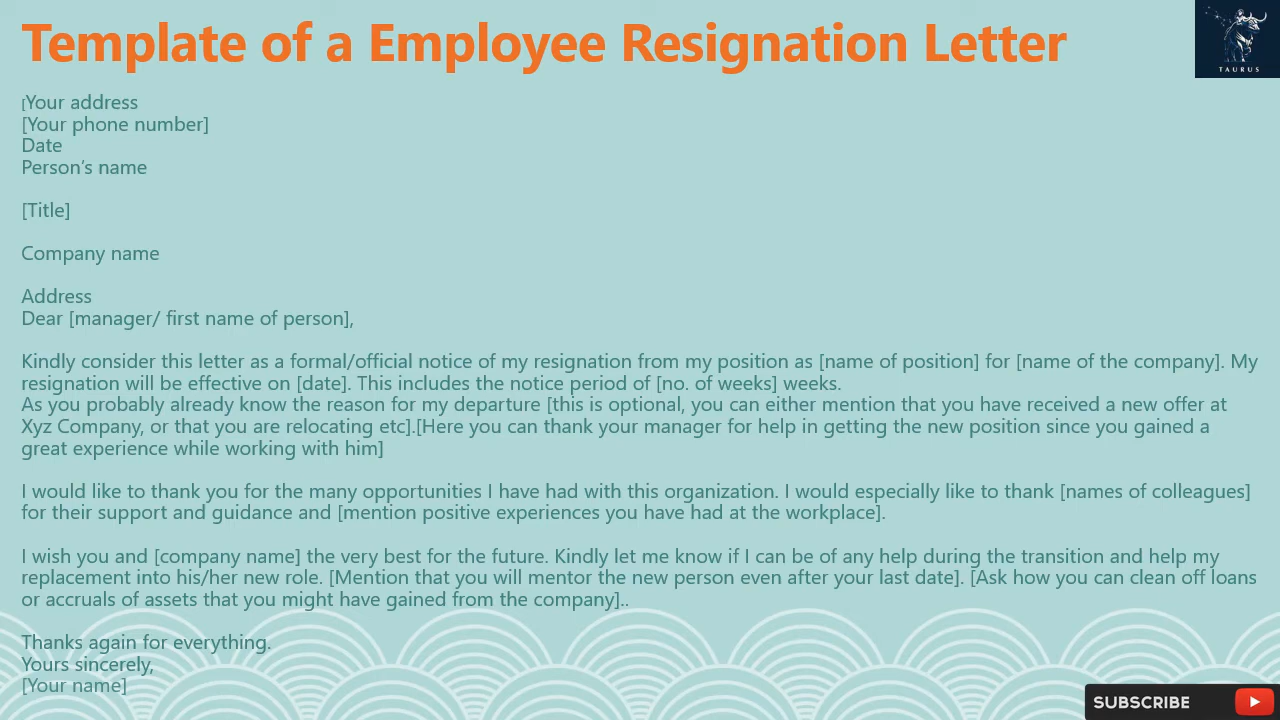 Template of a Employee Resignation Letter
TAURUS
[Your address
[Your phone number]
Date
Person's name
[Title]
Company name
Address
Dear [manager/ first name of person],
Kindly consider this letter as a formal/official notice of my resignation from my position as [name of position] for [name of the company]. My
resignation will be effective on [date]. This includes the notice period of [no. of weeks] weeks.
As you probably already know the reason for my departure [this is optional, you can either mention that you have received a new offer at
Xyz Company, or that you are relocating etc].[Here you can thank your manager for help in getting the new position since you gained a
great experience while working with him]
I would like to thank you for the many opportunities I have had with this organization. I would especially like to thank [names of colleagues]
for their support and guidance and [mention positive experiences you have had at the workplace].
I wish you and [company name] the very best for the future. Kindly let me know if I can be of any help during the transition and help my
replacement into his/her new role. [Mention that you will mentor the new person even after your last date]. [Ask how you can clean off loans
or accruals of assets that you might have gained from the company]..
Thanks again for everything.
Yours sincerely,
[Your name]
SUBSCRIBE